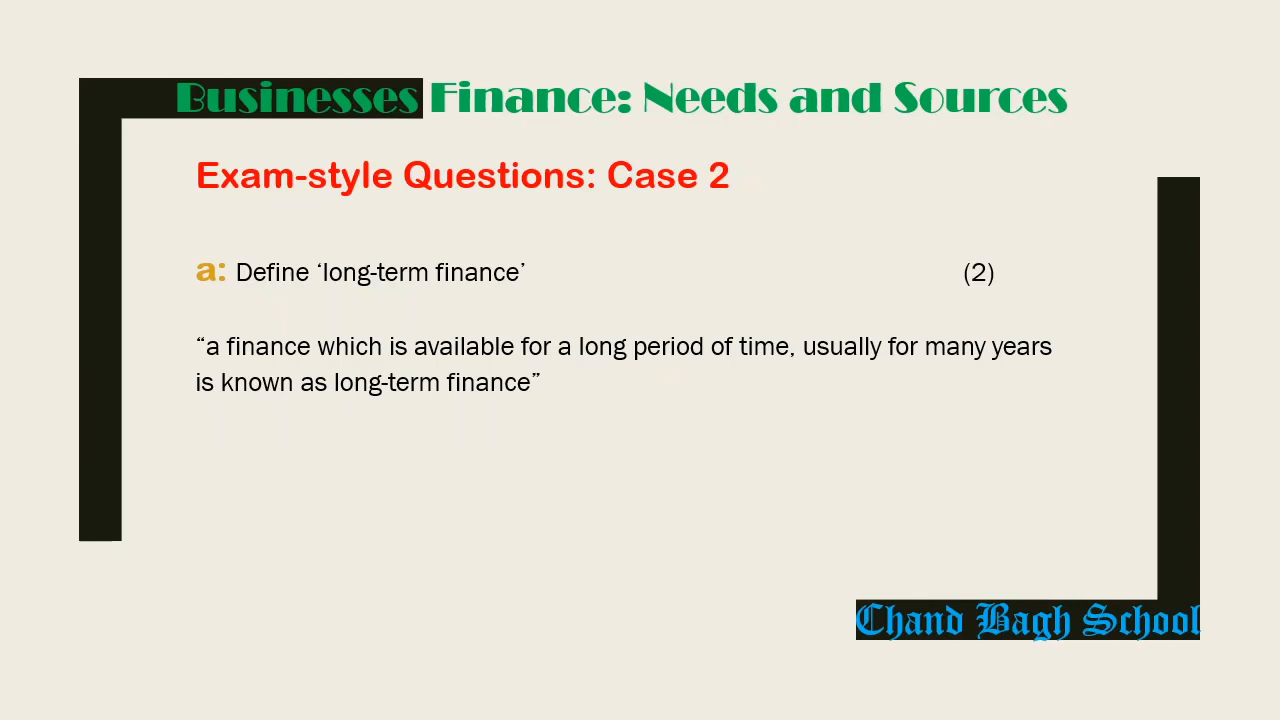 Businesses Finance: Needs and Sources
Exam-style Questions: Case 2
a: Define ‘long-term finance’ (2)
“a finance which is available for a long period of time, usually for many years
is known as long-term finance”
Chand Bagh School